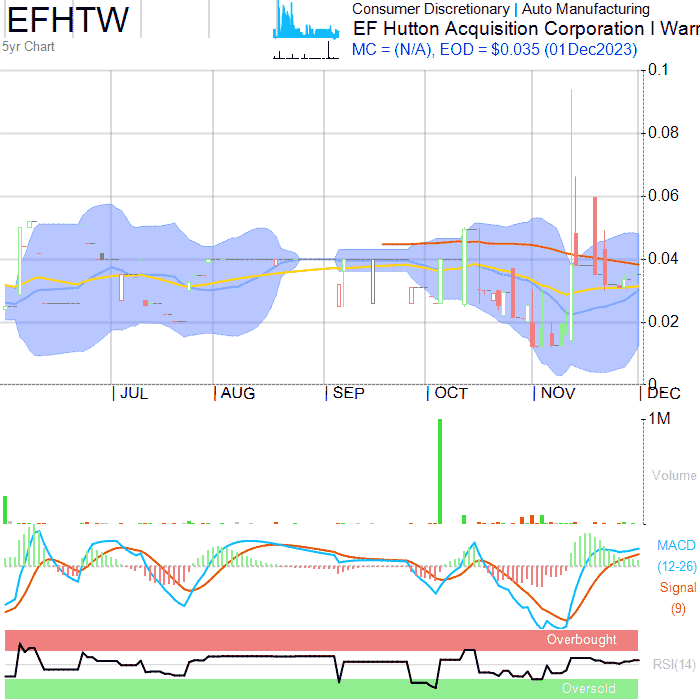 EFHTW
5yr Chart
Consumer Discretionary | Auto Manufacturing
EF Hutton Acquisition Corporation I Warr
MC = (N/A), EOD = $0.035 (01Dec2023)
0.1
0.08
0.06
0.04
0.02
0
JUL
AUG
SEP
OCT
NOV
DEC
1M
Volume
MACD
(12-26)
Signal
(9)
Overbought
RSI(14)
Oversold